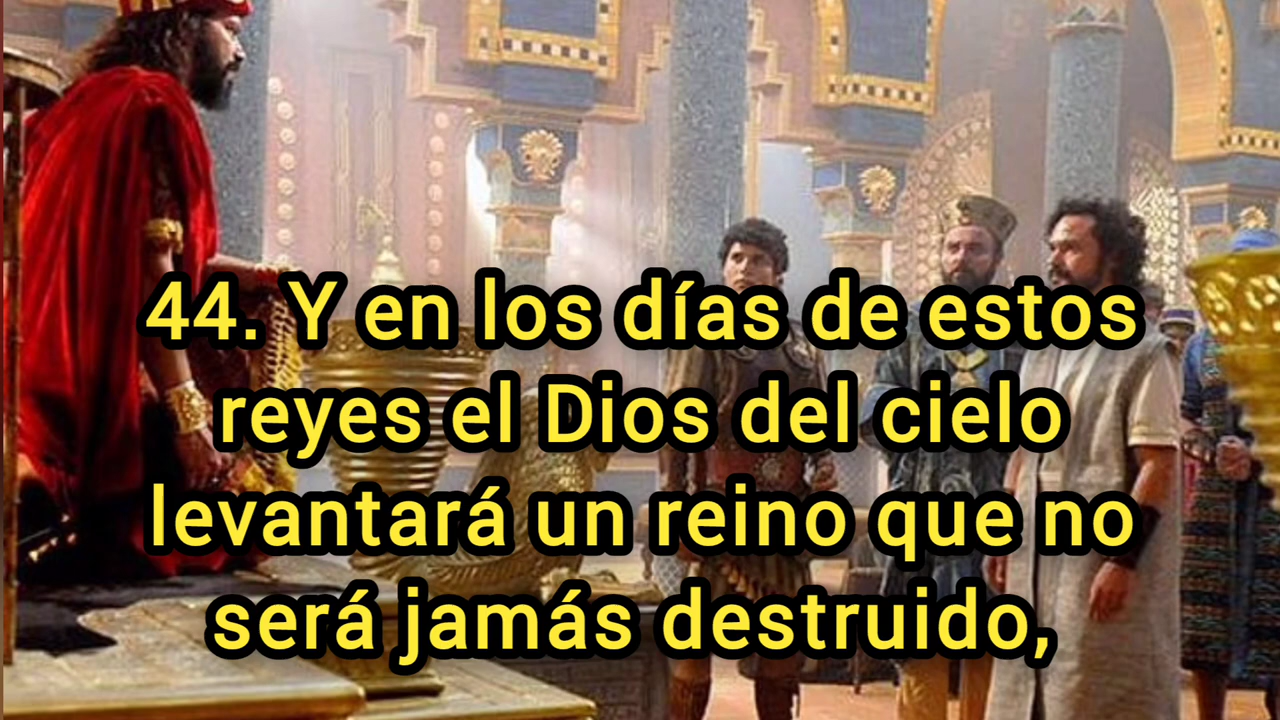 44. Y en los días de estos
reyes el Dios del cielo
levantará un reino que no
será jamás destruido,